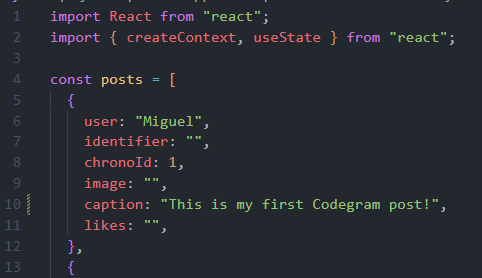 1 import React from "react";
2 import { createContext, useState } from "react";
3
4 const posts = [
5 {
6 user: "Miguel",
7 identifier: "",
8 chronoId: 1,
9 image: "",
10 caption: "This is my first Codegram post!",
11 likes: "",
12 },
13 {